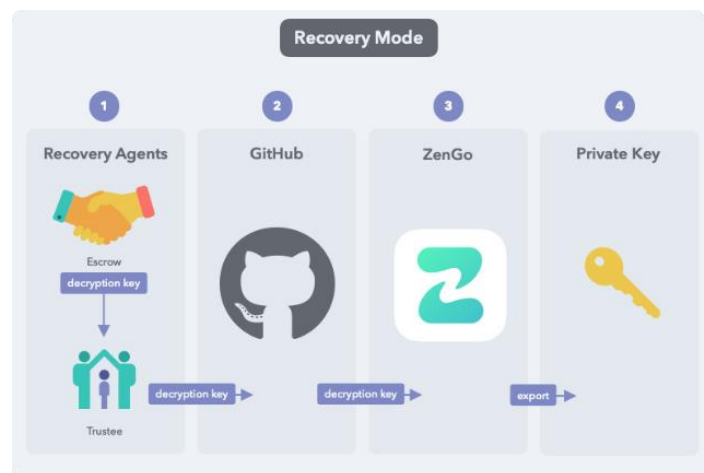 Recovery Mode
1
2
3
4
Recovery Agents
GitHub
ZenGo
Private Key
Escrow
decryption key
Trustee
decryption key
decryption key
export